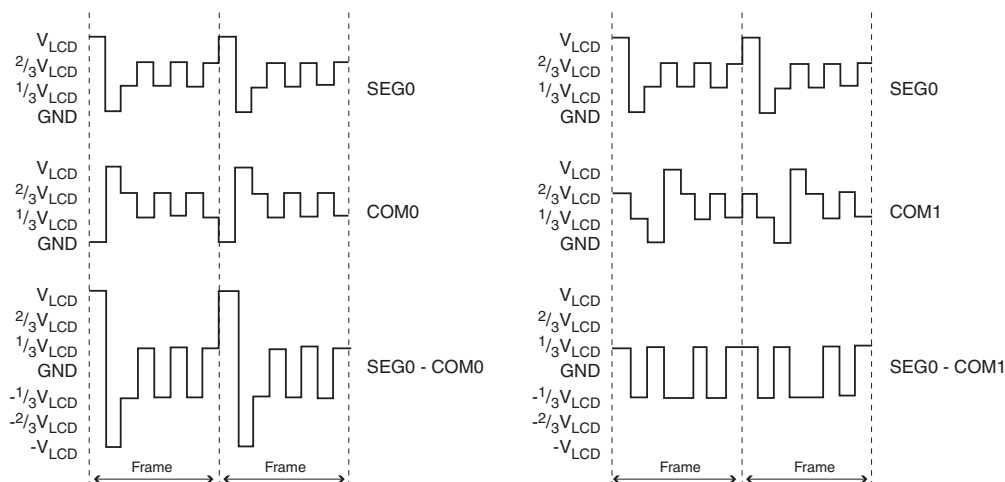 V_LCD
2/3V_LCD
1/3V_LCD
GND
SEG0
V_LCD
2/3V_LCD
1/3V_LCD
GND
COM0
V_LCD
2/3V_LCD
1/3V_LCD
GND
-1/3V_LCD
-2/3V_LCD
-V_LCD
SEG0 - COM0
Frame
Frame
V_LCD
2/3V_LCD
1/3V_LCD
GND
SEG0
V_LCD
2/3V_LCD
1/3V_LCD
GND
COM1
V_LCD
2/3V_LCD
1/3V_LCD
GND
-1/3V_LCD
-2/3V_LCD
-V_LCD
SEG0 - COM1
Frame
Frame